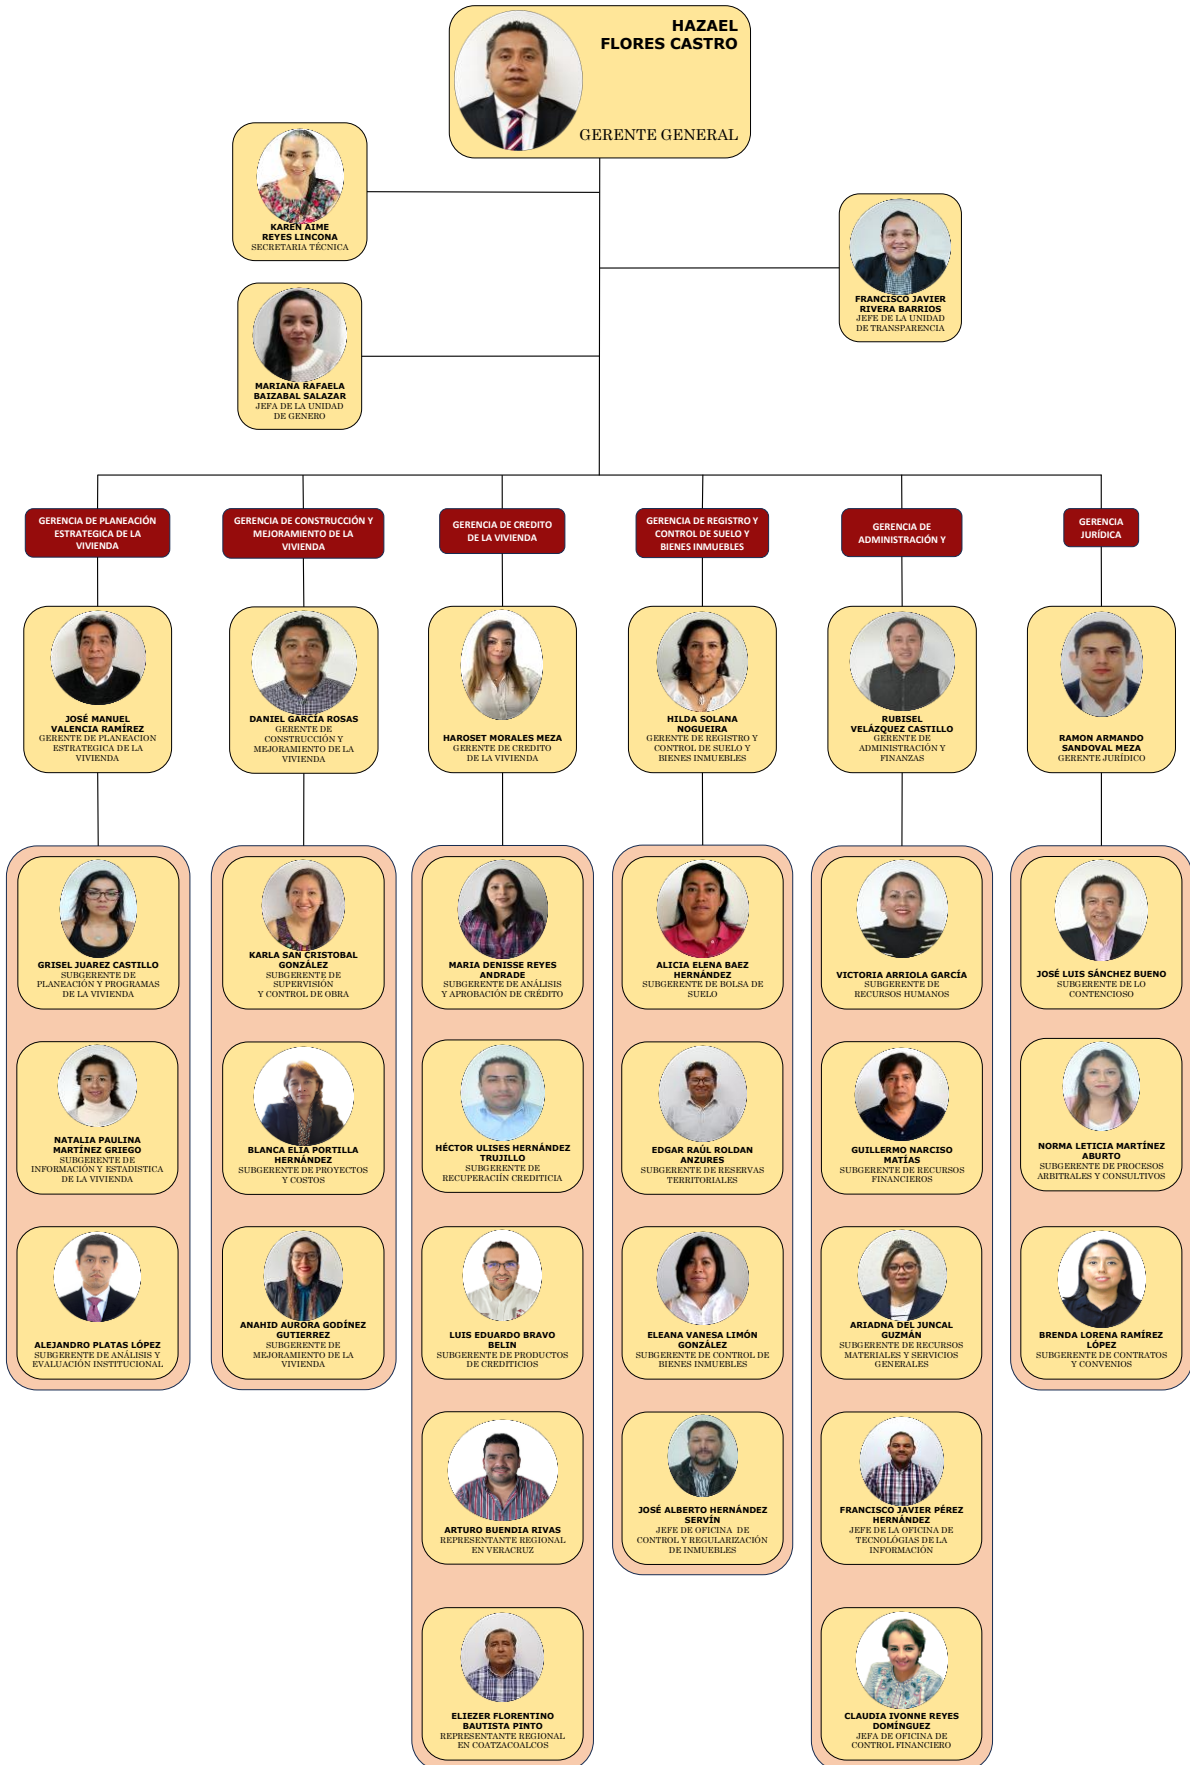 HAZAEL
FLORES CASTRO
GERENTE GENERAL
KAREN AIME
REYES LINCONA
SECRETARIA TÉCNICA
FRANCISCO JAVIER
RIVERA BARRIOS
JEFE DE LA UNIDAD
DE TRANSPARENCIA
MARIANA RAFAELA
BAIZABAL SALAZAR
JEFA DE LA UNIDAD
DE GENERO
GERENCIA DE PLANEACIÓN
ESTRATEGICA DE LA
VIVIENDA
GERENCIA DE CONSTRUCCIÓN Y
MEJORAMIENTO DE LA
VIVIENDA
GERENCIA DE CREDITO
DE LA VIVIENDA
GERENCIA DE REGISTRO Y
CONTROL DE SUELO Y
BIENES INMUEBLES
GERENCIA DE
ADMINISTRACIÓN Y
GERENCIA
JURÍDICA
JOSÉ MANUEL
VALENCIA RAMÍREZ
GERENTE DE PLANEACION
ESTRATEGICA DE LA
VIVIENDA
DANIEL GARCÍA ROSAS
GERENTE DE
CONSTRUCCIÓN Y
MEJORAMIENTO DE LA
VIVIENDA
HAROSET MORALES MEZA
GERENTE DE CREDITO
DE LA VIVIENDA
HILDA SOLANA
NOGUEIRA
GERENTE DE REGISTRO Y
CONTROL DE SUELO Y
BIENES INMUEBLES
RUBISEL
VELÁZQUEZ CASTILLO
GERENTE DE
ADMINISTRACIÓN Y
FINANZAS
RAMON ARMANDO
SANDOVAL MEZA
GERENTE JURÍDICO
GRISEL JUAREZ CASTILLO
SUBGERENTE DE
PLANEACIÓN Y PROGRAMAS
DE LA VIVIENDA
KARLA SAN CRISTOBAL
GONZÁLEZ
SUBGERENTE DE
SUPERVISIÓN
Y CONTROL DE OBRA
MARIA DENISSE REYES
ANDRADE
SUBGERENTE DE ANÁLISIS
Y APROBACIÓN DE CRÉDITO
ALICIA ELENA BAEZ
HERNÁNDEZ
SUBGERENTE DE BOLSA DE
SUELO
VICTORIA ARRIOLA GARCÍA
SUBGERENTE DE
RECURSOS HUMANOS
JOSÉ LUIS SÁNCHEZ BUENO
SUBGERENTE DE LO
CONTENCIOSO
NATALIA PAULINA
MARTÍNEZ GRIEGO
SUBGERENTE DE
INFORMACIÓN Y ESTADISTICA
DE LA VIVIENDA
BLANCA ELIA PORTILLA
HERNÁNDEZ
SUBGERENTE DE PROYECTOS
Y COSTOS
HÉCTOR ULISES HERNÁNDEZ
TRUJILLO
SUBGERENTE DE
RECUPERACIÍN CREDITICIA
EDGAR RAÚL ROLDAN
ANZURES
SUBGERENTE DE RESERVAS
TERRITORIALES
GUILLERMO NARCISO
MATÍAS
SUBGERENTE DE RECURSOS
FINANCIEROS
NORMA LETICIA MARTÍNEZ
ABURTO
SUBGERENTE DE PROCESOS
ARBITRALES Y CONSULTIVOS
ALEJANDRO PLATAS LÓPEZ
SUBGERENTE DE ANÁLISIS Y
EVALUACIÓN INSTITUCIONAL
ANAHID AURORA GODÍNEZ
GUTIERREZ
SUBGERENTE DE
MEJORAMIENTO DE LA
VIVIENDA
LUIS EDUARDO BRAVO
BELIN
SUBGERENTE DE PRODUCTOS
DE CREDITICIOS
ELEANA VANESA LIMÓN
GONZÁLEZ
SUBGERENTE DE CONTROL DE
BIENES INMUEBLES
ARIADNA DEL JUNCAL
GUZMÁN
SUBGERENTE DE RECURSOS
MATERIALES Y SERVICIOS
GENERALES
BRENDA LORENA RAMÍREZ
LÓPEZ
SUBGERENTE DE CONTRATOS
Y CONVENIOS
ARTURO BUENDIA RIVAS
REPRESENTANTE REGIONAL
EN VERACRUZ
JOSÉ ALBERTO HERNÁNDEZ
SERVÍN
JEFE DE OFICINA DE
CONTROL Y REGULARIZACIÓN
DE INMUEBLES
FRANCISCO JAVIER PÉREZ
HERNÁNDEZ
JEFE DE LA OFICINA DE
TECNOLÓGIAS DE LA
INFORMACIÓN
ELIEZER FLORENTINO
BAUTISTA PINTO
REPRESENTANTE REGIONAL
EN COATZACOALCOS
CLAUDIA IVONNE REYES
DOMÍNGUEZ
JEFA DE OFICINA DE
CONTROL FINANCIERO